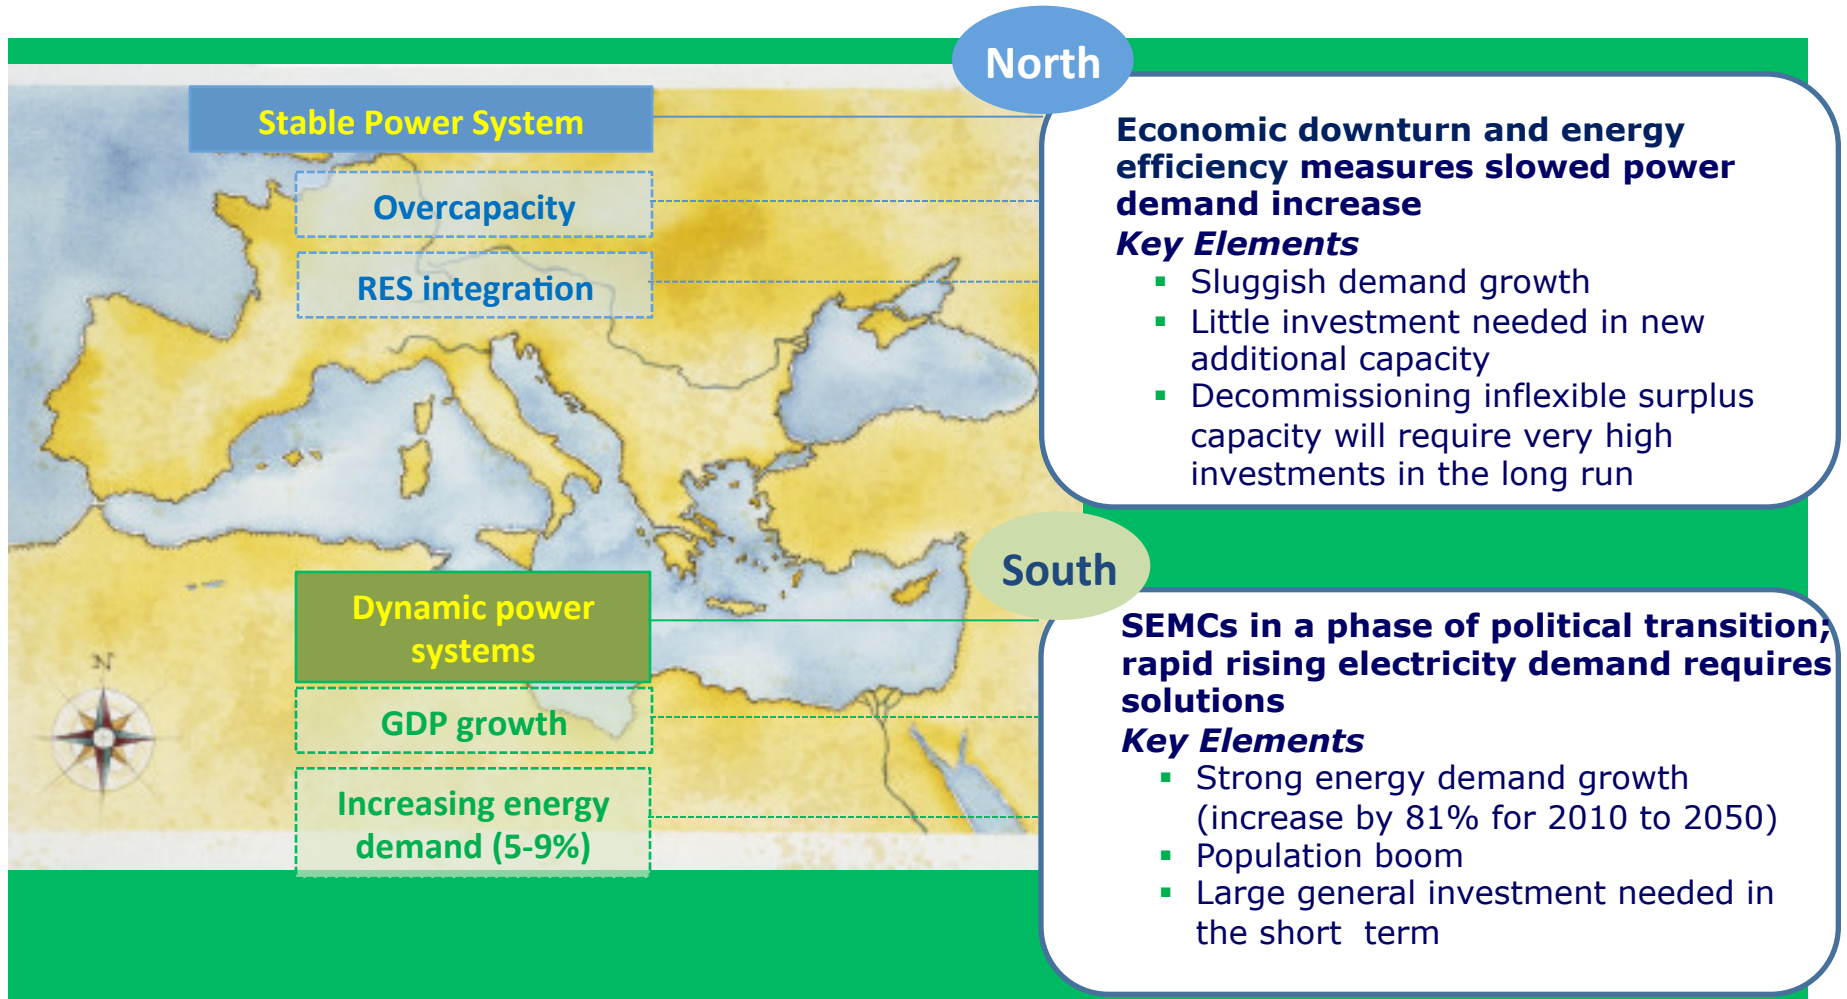 North
Stable Power System
Overcapacity
RES integration
Economic downturn and energy
efficiency measures slowed power
demand increase
Key Elements
▪ Sluggish demand growth
▪ Little investment needed in new
additional capacity
▪ Decommissioning inflexible surplus
capacity will require very high
investments in the long run
South
Dynamic power
systems
GDP growth
Increasing energy
demand (5-9%)
N
SEMCs in a phase of political transition;
rapid rising electricity demand requires
solutions
Key Elements
▪ Strong energy demand growth
(increase by 81% for 2010 to 2050)
▪ Population boom
▪ Large general investment needed in
the short term